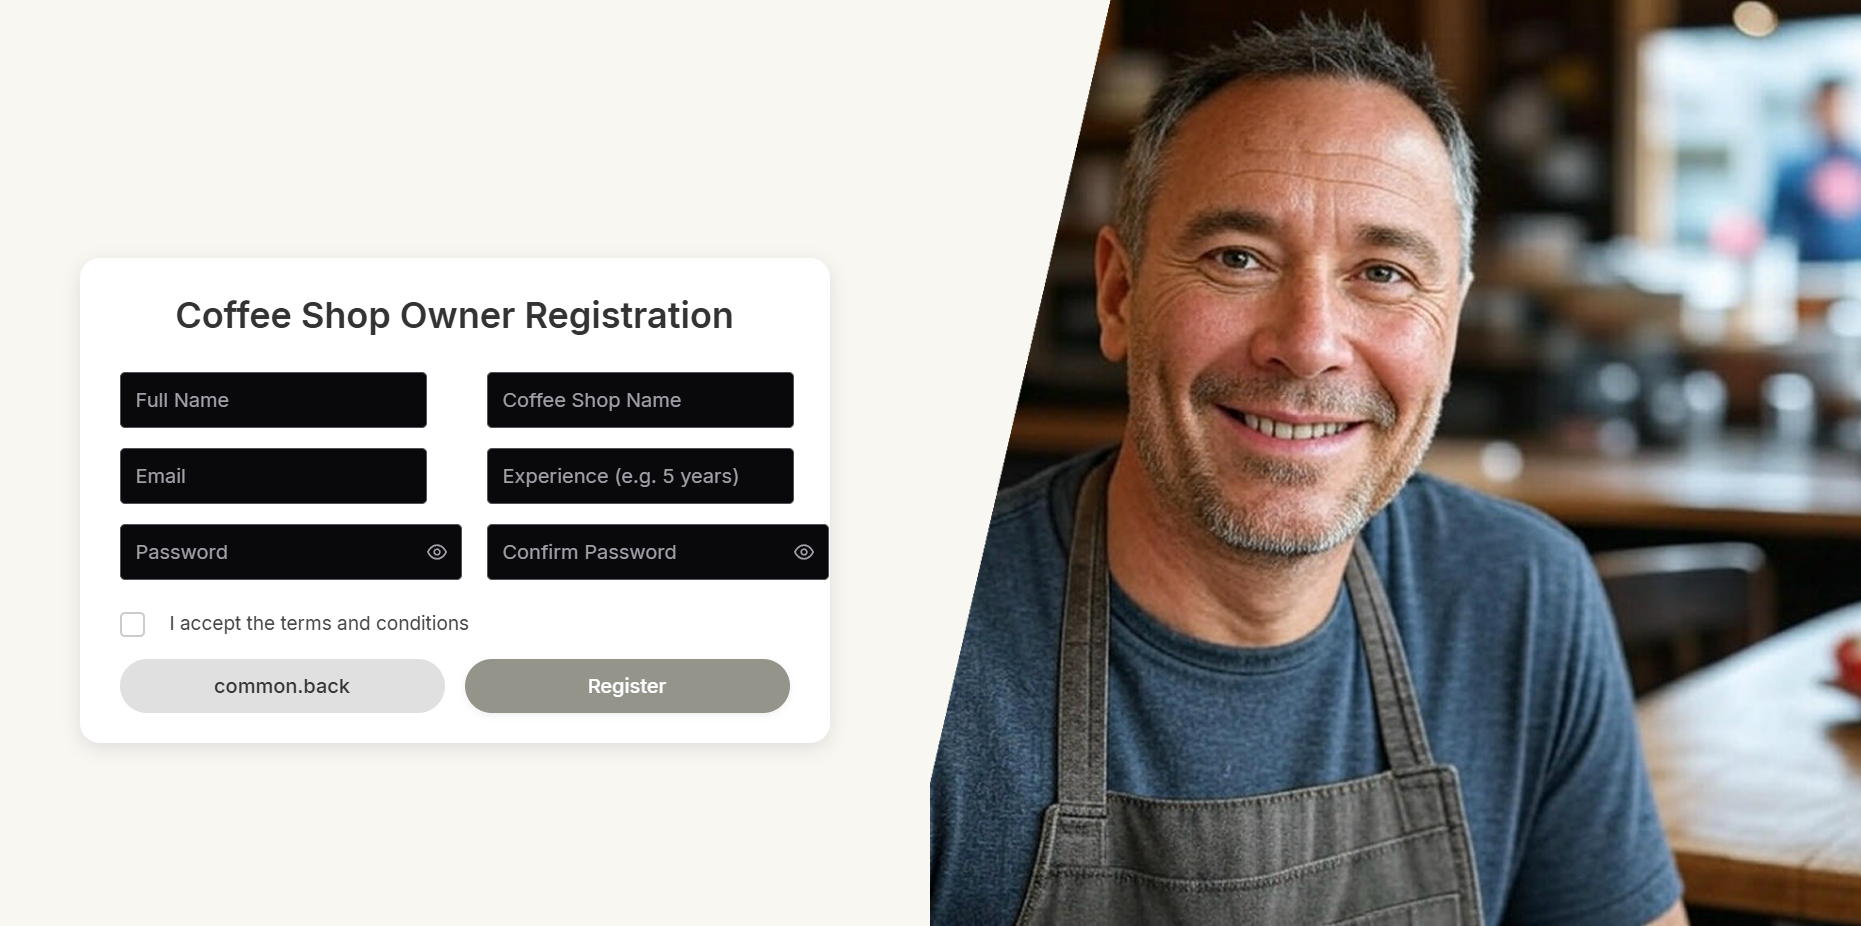 Coffee Shop Owner Registration
Full Name
Coffee Shop Name
Email
Experience (e.g. 5 years)
Password
Confirm Password
I accept the terms and conditions
common.back
Register